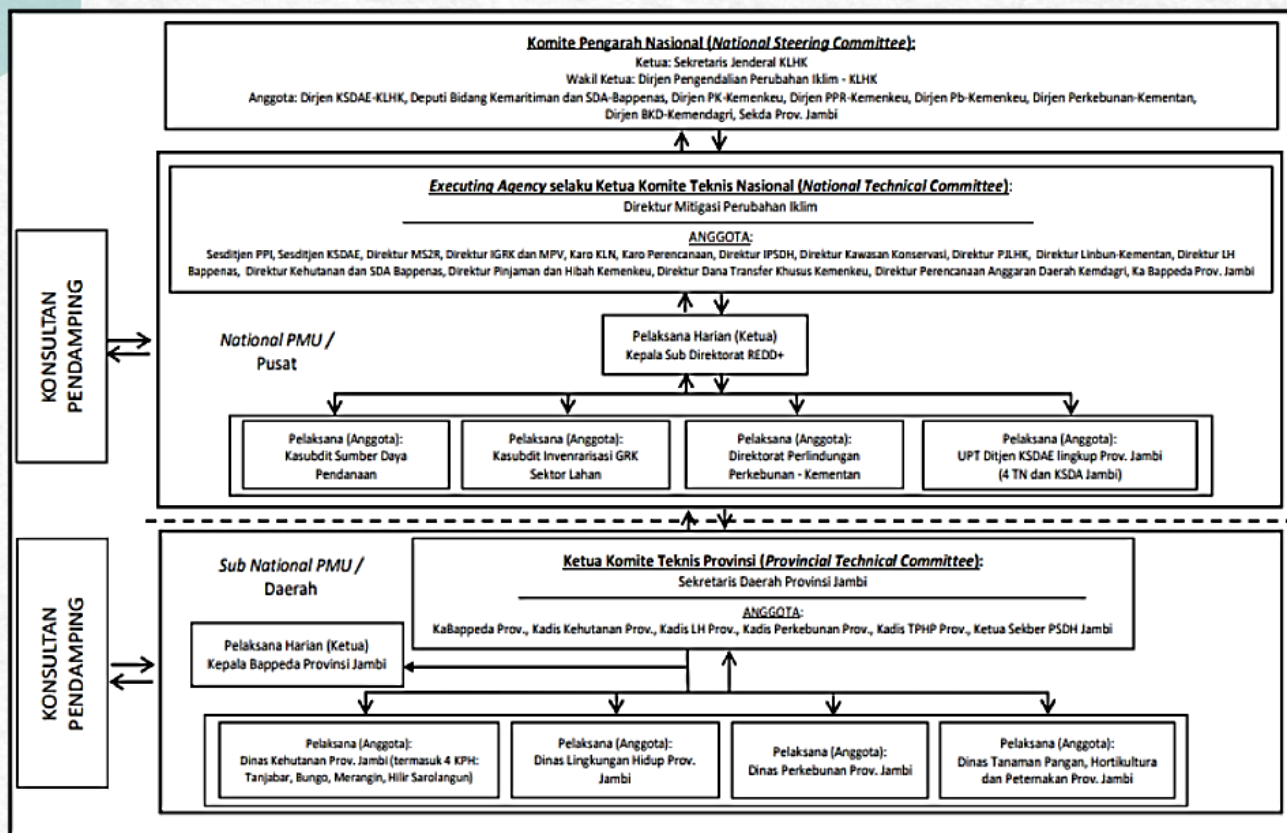 Komite Pengarah Nasional (National Steering Committee):
Ketua: Sekretaris Jenderal KLHK
Wakil Ketua: Dirjen Pengendalian Perubahan Iklim - KLHK
Anggota: Dirjen KSDAE-KLHK, Deputi Bidang Kemaritiman dan SDA-Bappenas, Dirjen PK-Kemenkeu, Dirjen PPR-Kemenkeu, Dirjen Pb-Kemenkeu, Dirjen Perkebunan-Kementan,
Dirjen BKD-Kemendagri, Sekda Prov. Jambi
Executing Agency selaku Ketua Komite Teknis Nasional (National Technical Committee):
Direktur Mitigasi Perubahan Iklim
ANGGOTA:
Sesditjen PPI, Sesditjen KSDAE, Direktur MS2R, Direktur IGRK dan MPV, Karo KLN, Karo Perencanaan, Direktur IPSDH, Direktur Kawasan Konservasi, Direktur PJLHK, Direktur Linbun-Kementan, Direktur LH
Bappenas, Direktur Kehutanan dan SDA Bappenas, Direktur Pinjaman dan Hibah Kemenkeu, Direktur Dana Transfer Khusus Kemenkeu, Direktur Perencanaan Anggaran Daerah Kemdagri, Ka Bappeda Prov. Jambi
KONSULTAN
PENDAMPING
National PMU /
Pusat
Pelaksana Harian (Ketua)
Kepala Sub Direktorat REDD+
Pelaksana (Anggota):
Kasubdit Sumber Daya
Pendanaan
Pelaksana (Anggota):
Kasubdit Invenrarisasi GRK
Sektor Lahan
Pelaksana (Anggota):
Direktorat Perlindungan
Perkebunan - Kementan
Pelaksana (Anggota):
UPT Ditjen KSDAE lingkup Prov. Jambi
(4 TN dan KSDA Jambi)
KONSULTAN
PENDAMPING
Sub National PMU /
Daerah
Ketua Komite Teknis Provinsi (Provincial Technical Committee):
Sekretaris Daerah Provinsi Jambi
ANGGOTA:
KaBappeda Prov., Kadis Kehutanan Prov., Kadis LH Prov., Kadis Perkebunan Prov., Kadis TPHP Prov., Ketua Sekber PSDH Jambi
Pelaksana Harian (Ketua)
Kepala Bappeda Provinsi Jambi
Pelaksana (Anggota):
Dinas Kehutanan Prov. Jambi (termasuk 4 KPH:
Tanjabar, Bungo, Merangin, Hilir Sarolangun)
Pelaksana (Anggota):
Dinas Lingkungan Hidup Prov.
Jambi
Pelaksana (Anggota):
Dinas Perkebunan Prov. Jambi
Pelaksana (Anggota):
Dinas Tanaman Pangan, Hortikultura
dan Peternakan Prov. Jambi